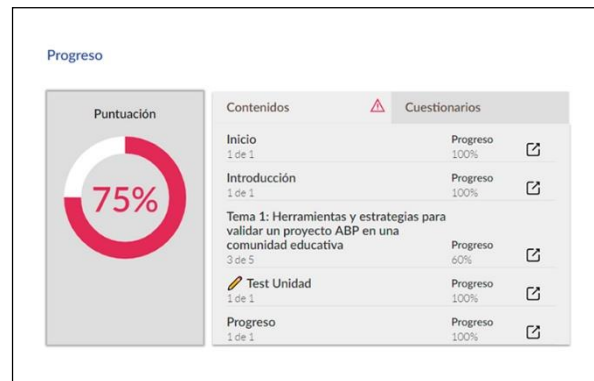 Progreso
Puntuación
75%
Contenidos
Cuestionarios
Inicio
Progreso
1 de 1
100%
Introducción
Progreso
1 de 1
100%
Tema 1: Herramientas y estrategias para
validar un proyecto ABP en una
comunidad educativa
Progreso
3 de 5
60%
Test Unidad
Progreso
1 de 1
100%
Progreso
Progreso
1 de 1
100%